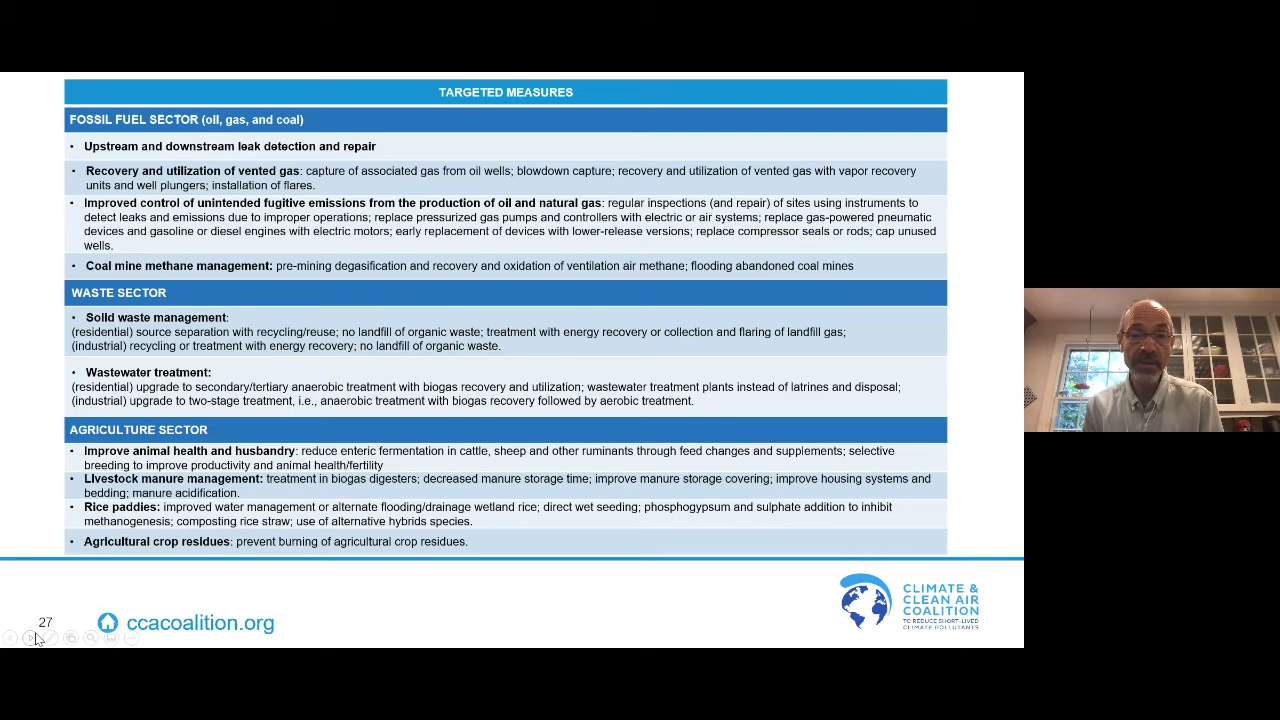 TARGETED MEASURES
FOSSIL FUEL SECTOR (oil, gas, and coal)
• Upstream and downstream leak detection and repair
• Recovery and utilization of vented gas: capture of associated gas from oil wells; blowdown capture; recovery and utilization of vented gas with vapor recovery
units and well plungers; installation of flares.
• Improved control of unintended fugitive emissions from the production of oil and natural gas: regular inspections (and repair) of sites using instruments to
detect leaks and emissions due to improper operations; replace pressurized gas pumps and controllers with electric or air systems; replace gas-powered pneumatic
devices and gasoline or diesel engines with electric motors; early replacement of devices with lower-release versions; replace compressor seals or rods; cap unused
wells.
• Coal mine methane management: pre-mining degasification and recovery and oxidation of ventilation air methane; flooding abandoned coal mines
WASTE SECTOR
• Solid waste management:
(residential) source separation with recycling/reuse; no landfill of organic waste; treatment with energy recovery or collection and flaring of landfill gas;
(industrial) recycling or treatment with energy recovery; no landfill of organic waste.
• Wastewater treatment:
(residential) upgrade to secondary/tertiary anaerobic treatment with biogas recovery and utilization; wastewater treatment plants instead of latrines and disposal;
(industrial) upgrade to two-stage treatment, i.e., anaerobic treatment with biogas recovery followed by aerobic treatment.
AGRICULTURE SECTOR
• Improve animal health and husbandry: reduce enteric fermentation in cattle, sheep and other ruminants through feed changes and supplements; selective
breeding to improve productivity and animal health/fertility
• Livestock manure management: treatment in biogas digesters; decreased manure storage time; improve manure storage covering; improve housing systems and
bedding; manure acidification.
• Rice paddies: improved water management or alternate flooding/drainage wetland rice; direct wet seeding; phosphogypsum and sulphate addition to inhibit
methanogenesis; composting rice straw; use of alternative hybrids species.
• Agricultural crop residues: prevent burning of agricultural crop residues.
27
ccacoalition.org
CLIMATE &
CLEAN AIR
COALITION
TO REDUCE SHORT-LIVED
CLIMATE POLLUTANTS